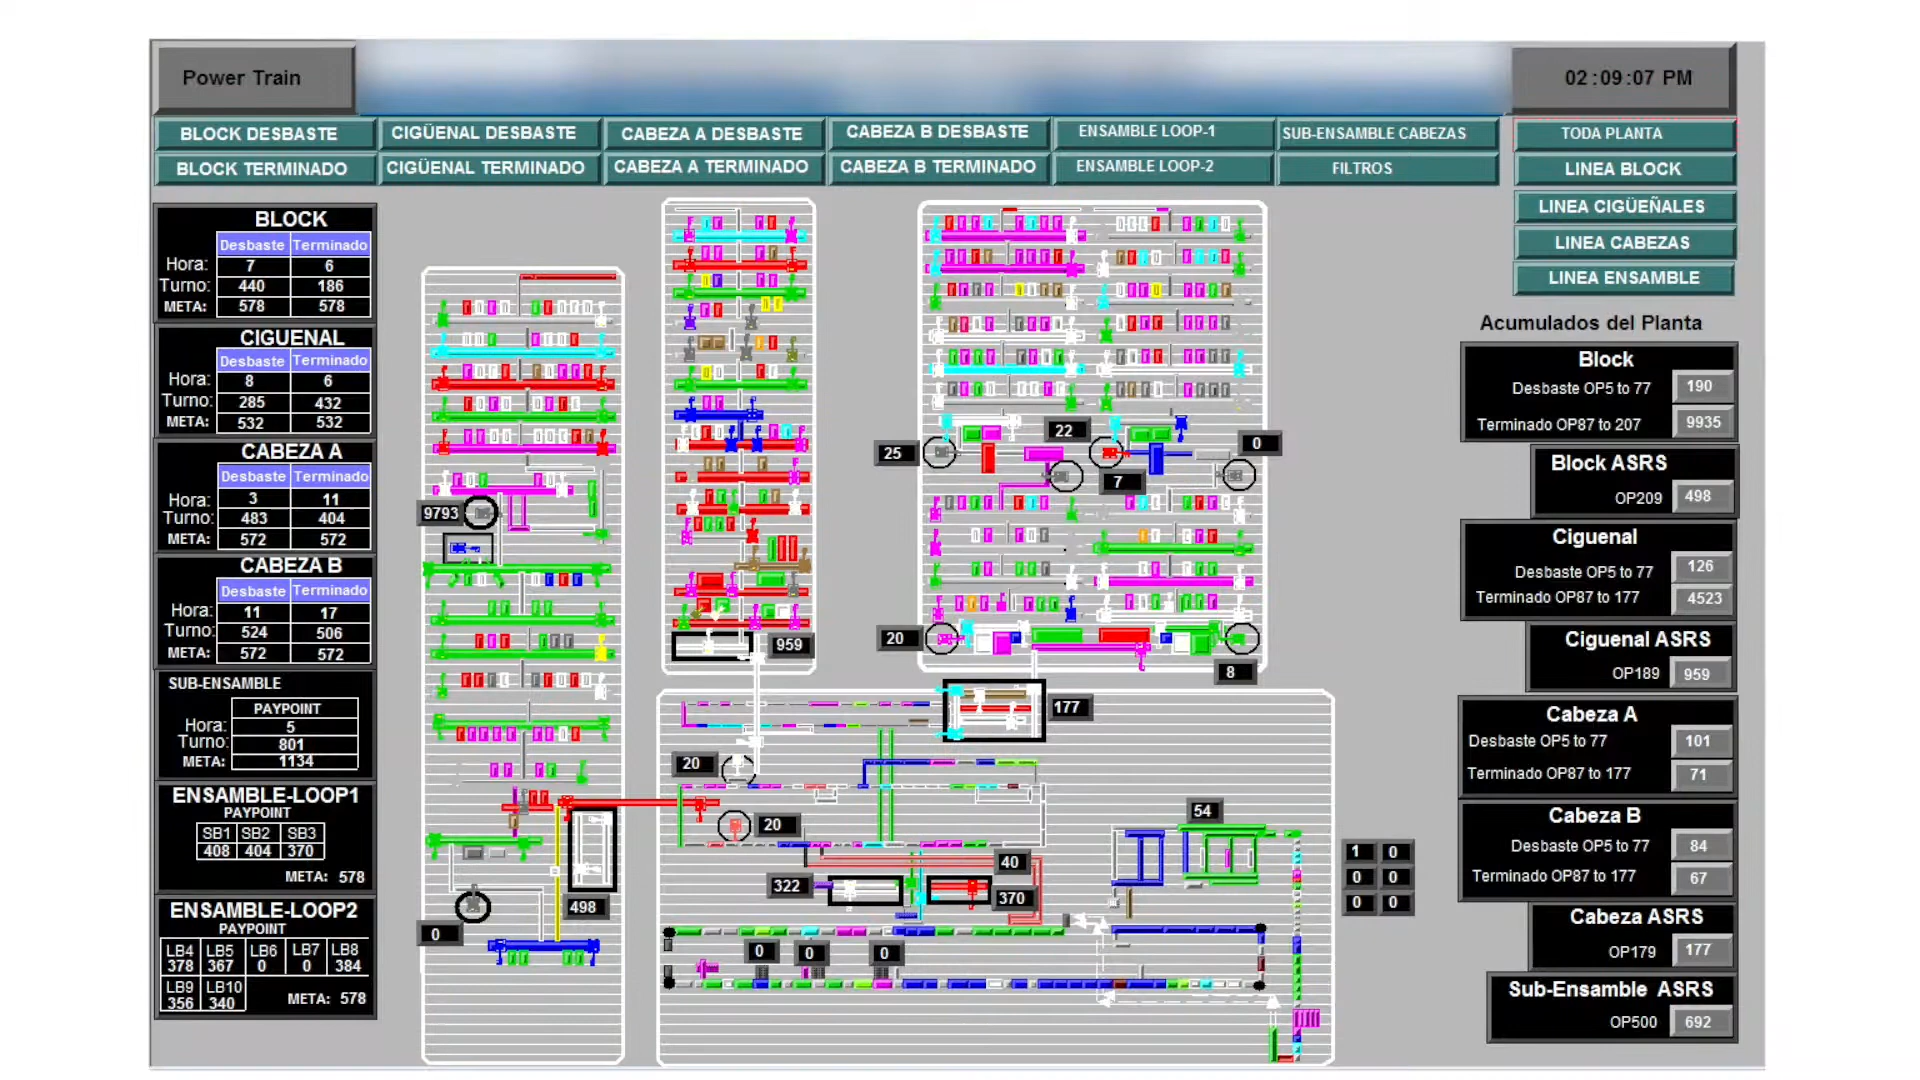 Power Train
02:09:07 PM
BLOCK DESBASTE
CIGÜENAL DESBASTE
CABEZA A DESBASTE
CABEZA B DESBASTE
ENSAMBLE LOOP-1
SUB-ENSAMBLE CABEZAS
TODA PLANTA
BLOCK TERMINADO
CIGÜENAL TERMINADO
CABEZA A TERMINADO
CABEZA B TERMINADO
ENSAMBLE LOOP-2
FILTROS
LINEA BLOCK
LINEA CIGÜEÑALES
LINEA CABEZAS
LINEA ENSAMBLE
BLOCK
Desbaste Terminado
Hora: 7 6
Turno: 440 186
META: 578 578
CIGUENAL
Desbaste Terminado
Hora: 8 6
Turno: 285 432
META: 532 532
CABEZA A
Desbaste Terminado
Hora: 3 11
Turno: 483 404
META: 572 572
CABEZA B
Desbaste Terminado
Hora: 11 17
Turno: 524 506
META: 572 572
SUB-ENSAMBLE
PAYPOINT
Hora: 5
Turno: 801
META: 1134
ENSAMBLE-LOOP1
PAYPOINT
SB1 SB2 SB3
408 404 370
META: 578
ENSAMBLE-LOOP2
PAYPOINT
LB4 LB5 LB6 LB7 LB8
378 367 0 0 384
LB9 LB10
356 340
META: 578
9793
498
0
959
25
22
0
7
20
8
177
20
20
54
40
322
370
0
0
0
1 0
0 0
0 0
Acumulados del Planta
Block
Desbaste OP5 to 77 190
Terminado OP87 to 207 9935
Block ASRS
OP209 498
Ciguenal
Desbaste OP5 to 77 126
Terminado OP87 to 177 4523
Ciguenal ASRS
OP189 959
Cabeza A
Desbaste OP5 to 77 101
Terminado OP87 to 177 71
Cabeza B
Desbaste OP5 to 77 84
Terminado OP87 to 177 67
Cabeza ASRS
OP179 177
Sub-Ensamble ASRS
OP500 692